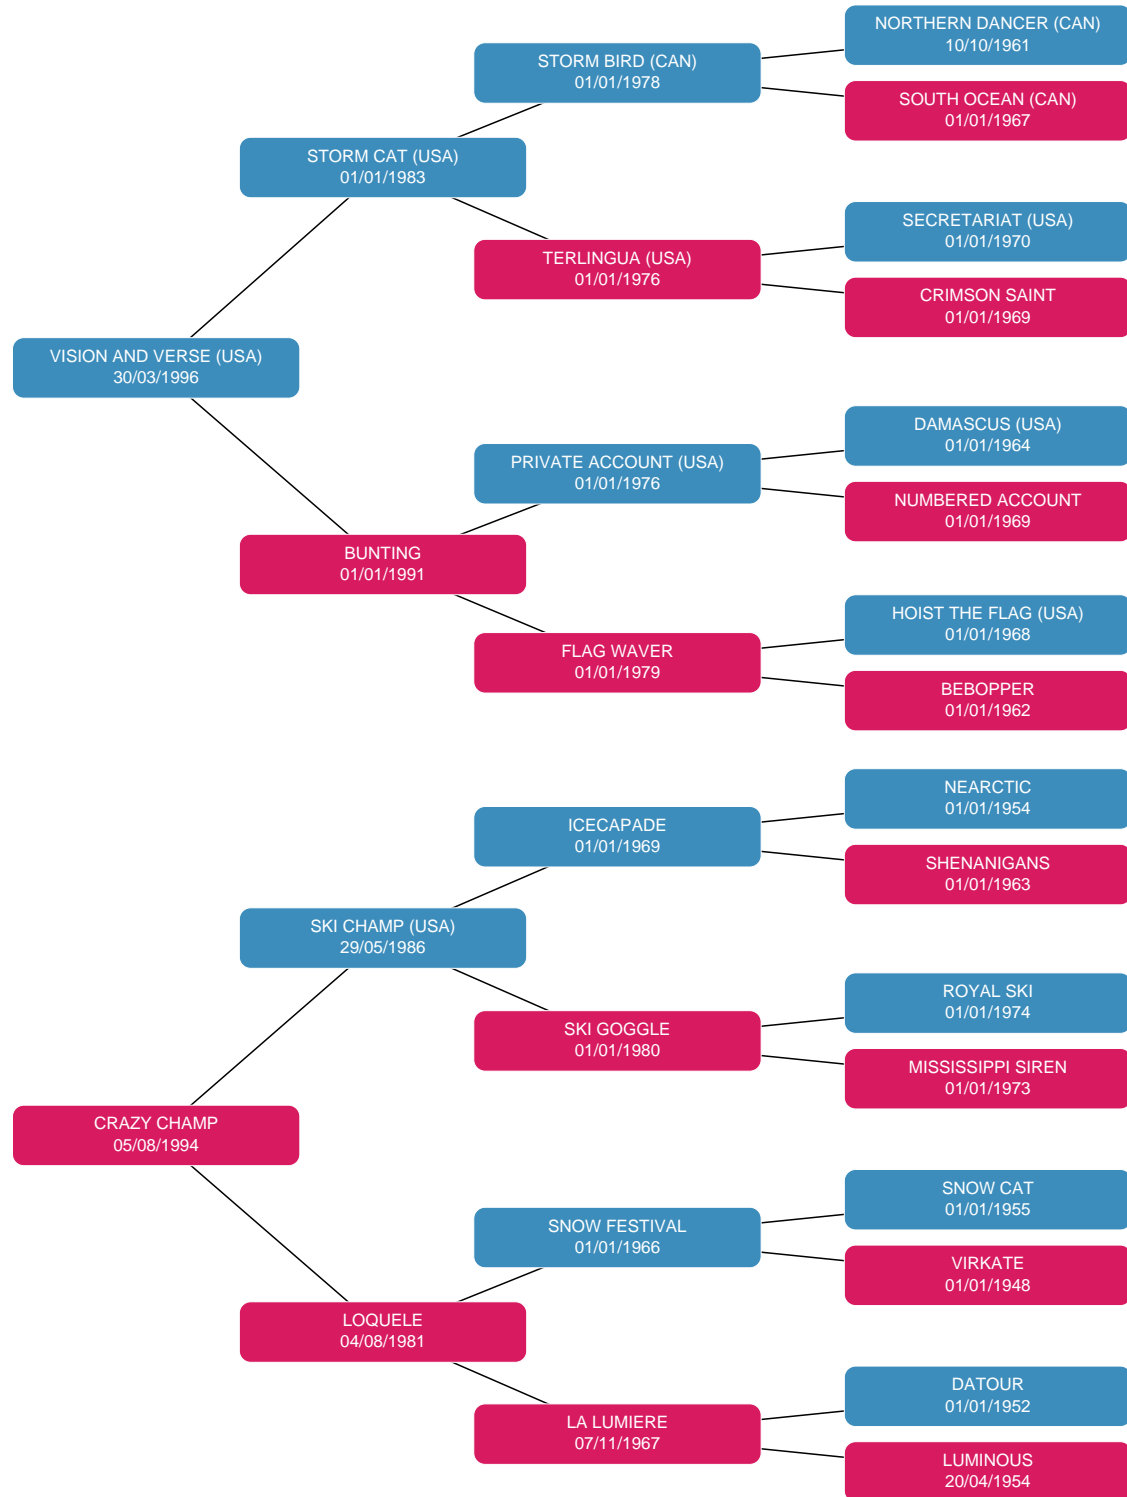 NORTHERN DANCER (CAN)
10/10/1961
STORM BIRD (CAN)
01/01/1978
SOUTH OCEAN (CAN)
01/01/1967
STORM CAT (USA)
01/01/1983
SECRETARIAT (USA)
01/01/1970
TERLINGUA (USA)
01/01/1976
CRIMSON SAINT
01/01/1969
VISION AND VERSE (USA)
30/03/1996
DAMASCUS (USA)
01/01/1964
PRIVATE ACCOUNT (USA)
01/01/1976
NUMBERED ACCOUNT
01/01/1969
BUNTING
01/01/1991
HOIST THE FLAG (USA)
01/01/1968
FLAG WAVER
01/01/1979
BEBOPPER
01/01/1962
NEARCTIC
01/01/1954
ICECAPADE
01/01/1969
SHENANIGANS
01/01/1963
SKI CHAMP (USA)
29/05/1986
ROYAL SKI
01/01/1974
SKI GOGGLE
01/01/1980
MISSISSIPPI SIREN
01/01/1973
CRAZY CHAMP
05/08/1994
SNOW CAT
01/01/1955
SNOW FESTIVAL
01/01/1966
VIRKATE
01/01/1948
LOQUELE
04/08/1981
DATOUR
01/01/1952
LA LUMIERE
07/11/1967
LUMINOUS
20/04/1954